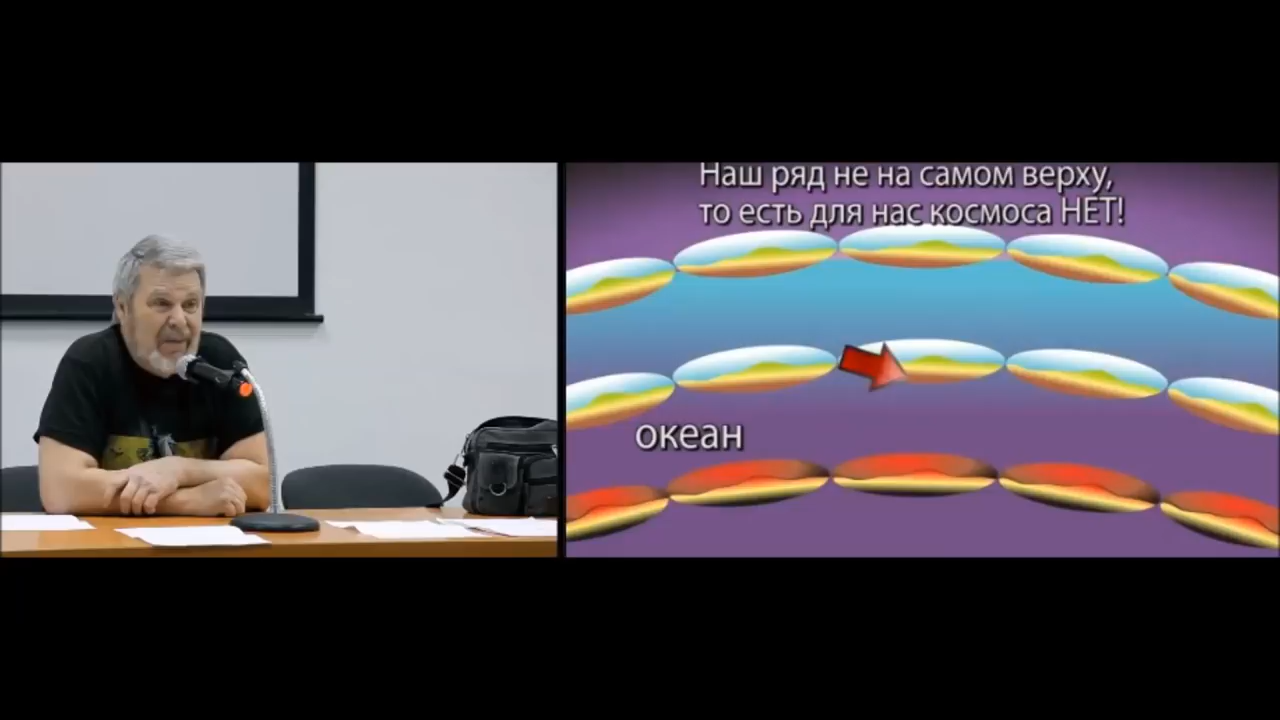 Наш ряд не на самом верху,
то есть для нас космоса НЕТ!
океан